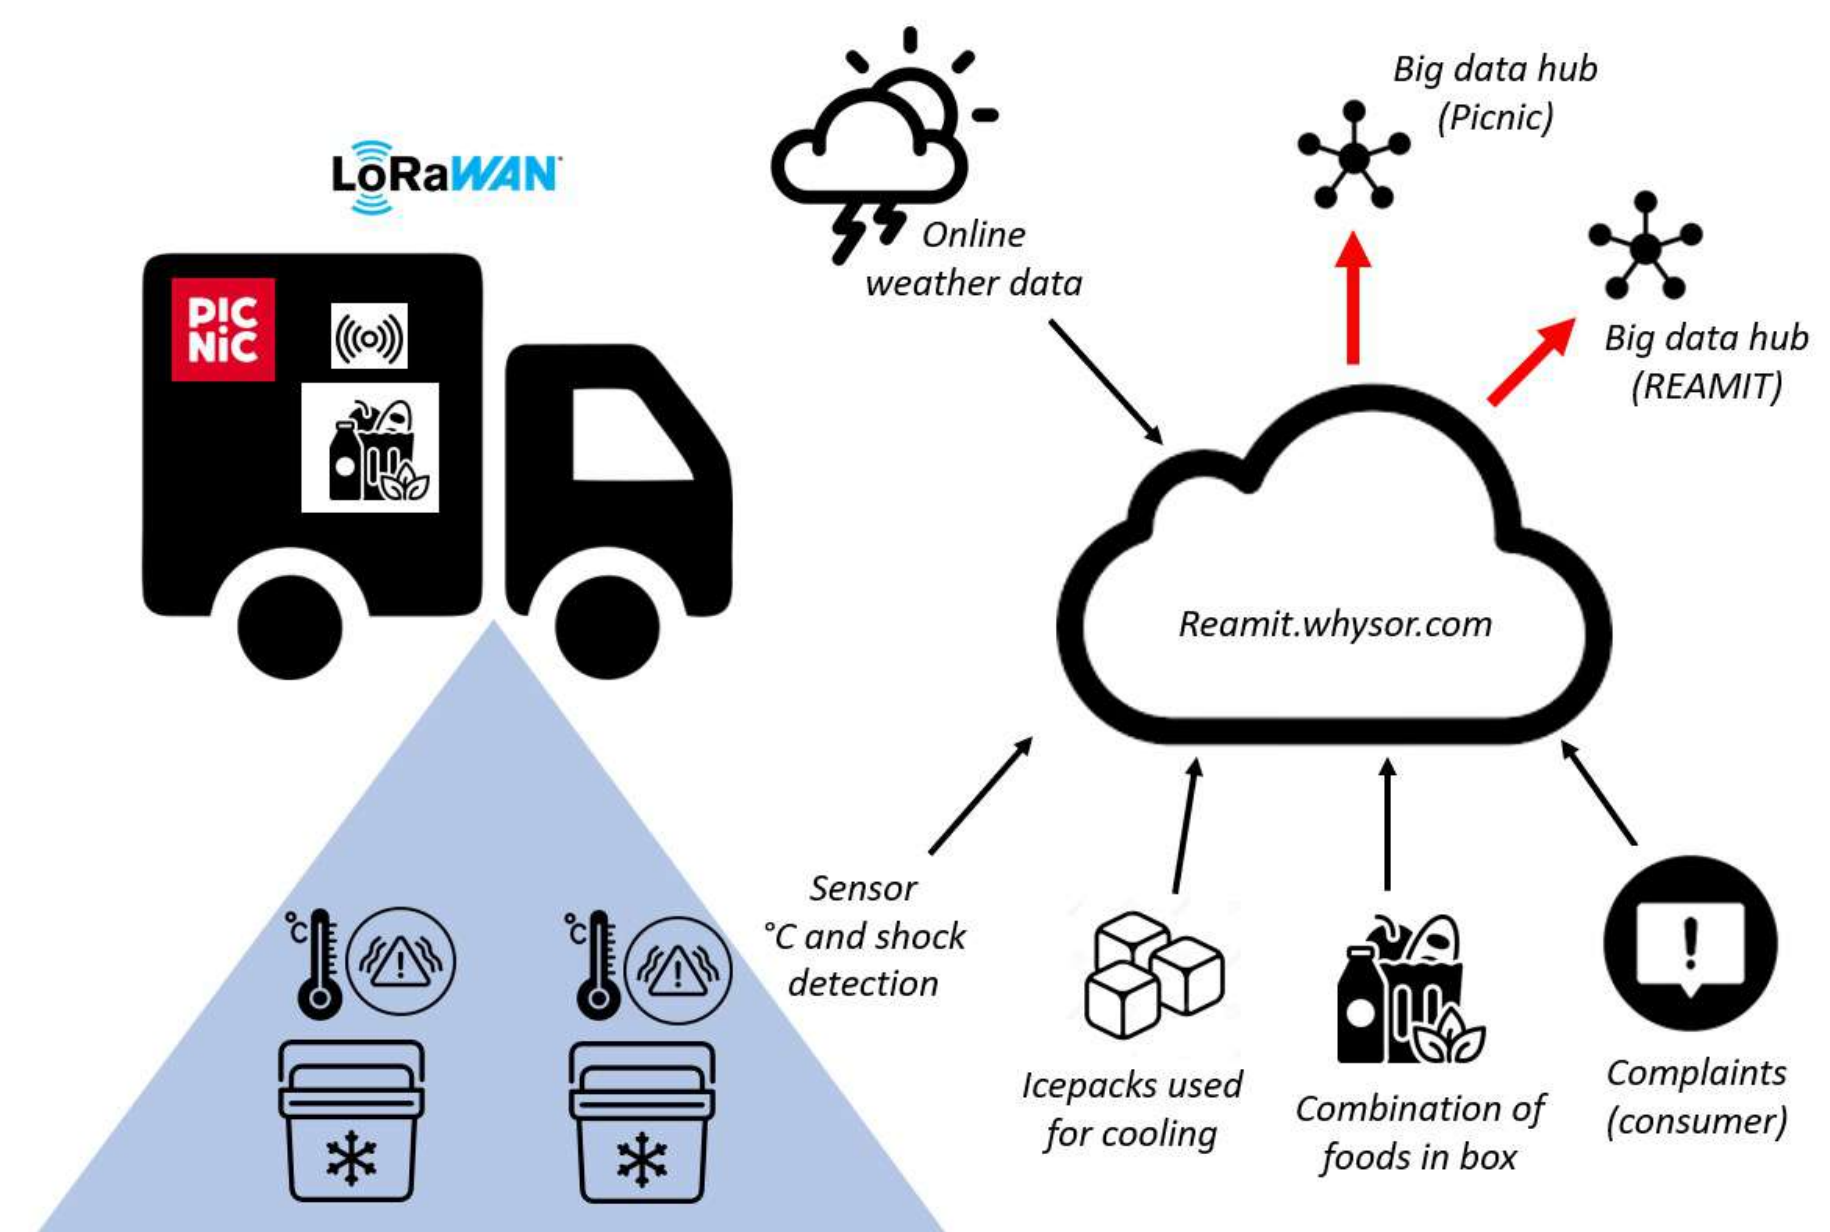 LoRaWAN
PIC
NiC
Online
weather data
Big data hub
(Picnic)
Big data hub
(REAMIT)
Reamit.whysor.com
°C
°C
Sensor
°C and shock
detection
Icepacks used
for cooling
Combination of
foods in box
Complaints
(consumer)